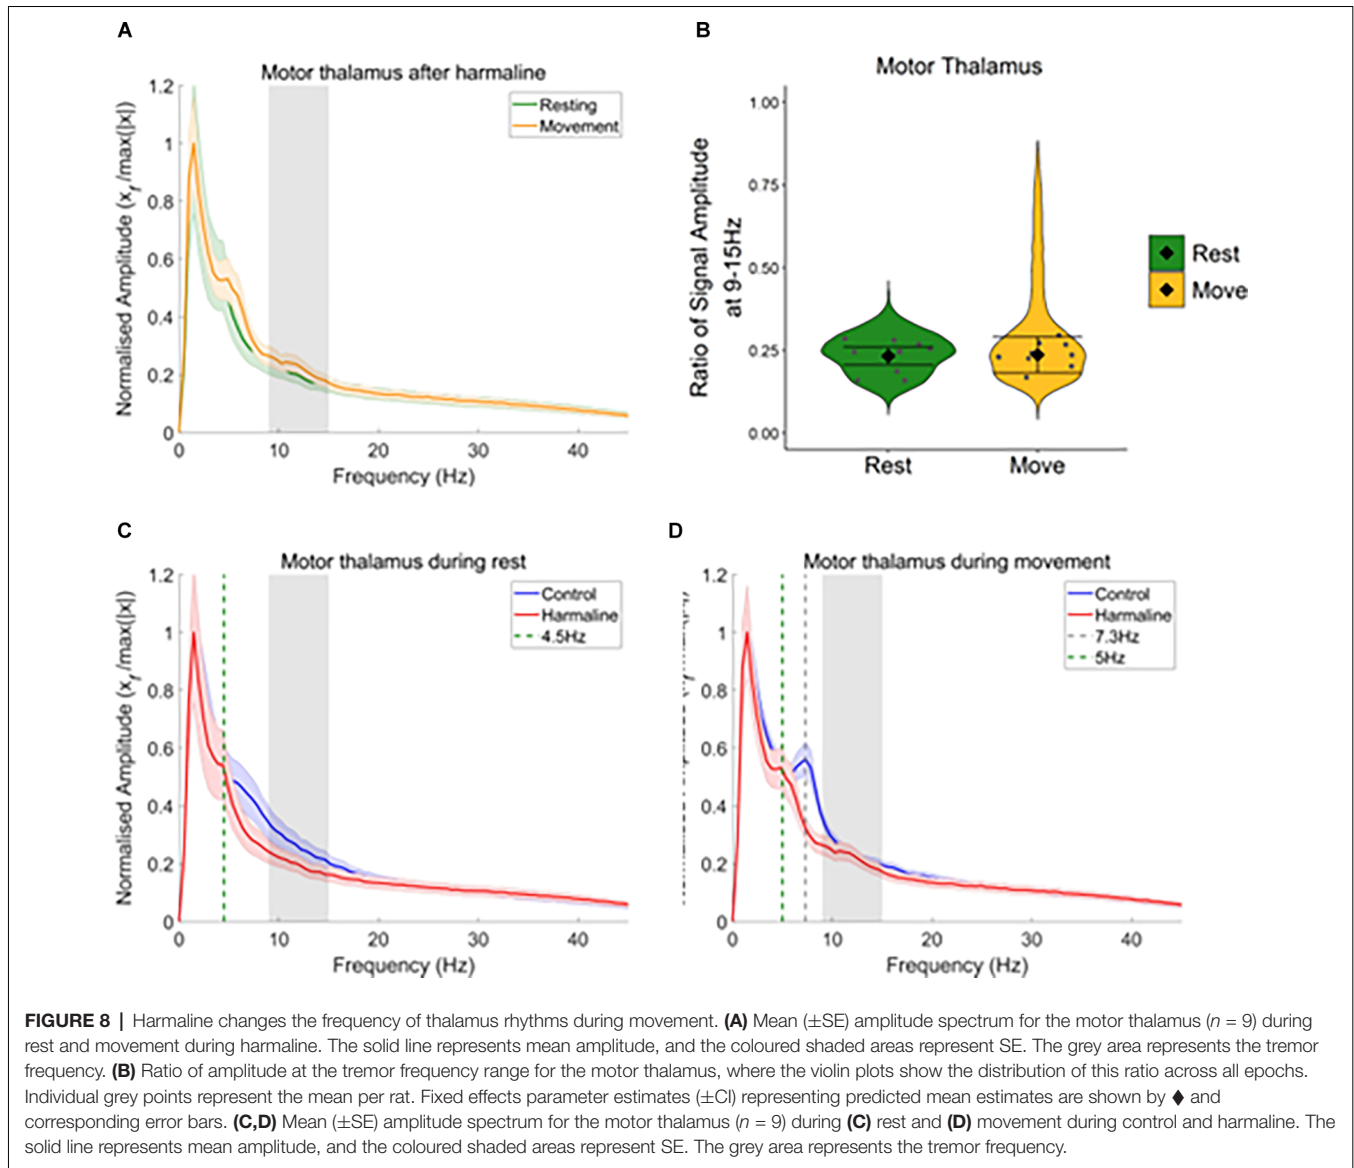 A
Motor thalamus after harmaline
Normalised Amplitude (x_f/max(|x|)
1.2
1
0.8
0.6
0.4
0.2
0
0 10 20 30 40
Frequency (Hz)
Resting
Movement
B
Motor Thalamus
Ratio of Signal Amplitude
at 9-15Hz
1.00
0.75
0.50
0.25
0.00
Rest Move
Rest
Move
C
Motor thalamus during rest
Normalised Amplitude (x_f/max(|x|)
1.2
1
0.8
0.6
0.4
0.2
0
0 10 20 30 40
Frequency (Hz)
Control
Harmaline
4.5Hz
D
Motor thalamus during movement
1.2
1
0.8
0.6
0.4
0.2
0
0 10 20 30 40
Frequency (Hz)
Control
Harmaline
7.3Hz
5Hz
FIGURE 8 | Harmaline changes the frequency of thalamus rhythms during movement. (A) Mean (±SE) amplitude spectrum for the motor thalamus (n = 9) during
rest and movement during harmaline. The solid line represents mean amplitude, and the coloured shaded areas represent SE. The grey area represents the tremor
frequency. (B) Ratio of amplitude at the tremor frequency range for the motor thalamus, where the violin plots show the distribution of this ratio across all epochs.
Individual grey points represent the mean per rat. Fixed effects parameter estimates (±CI) representing predicted mean estimates are shown by ♦ and
corresponding error bars. (C,D) Mean (±SE) amplitude spectrum for the motor thalamus (n = 9) during (C) rest and (D) movement during control and harmaline. The
solid line represents mean amplitude, and the coloured shaded areas represent SE. The grey area represents the tremor frequency.